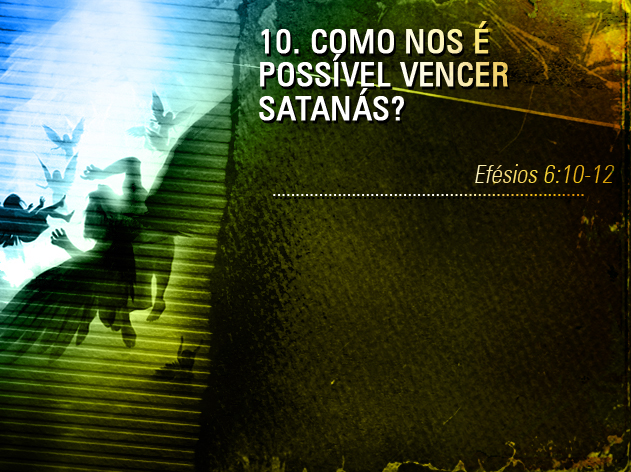 10. COMO NOS É
POSSÍVEL VENCER
SATANÁS?
Efésios 6:10-12